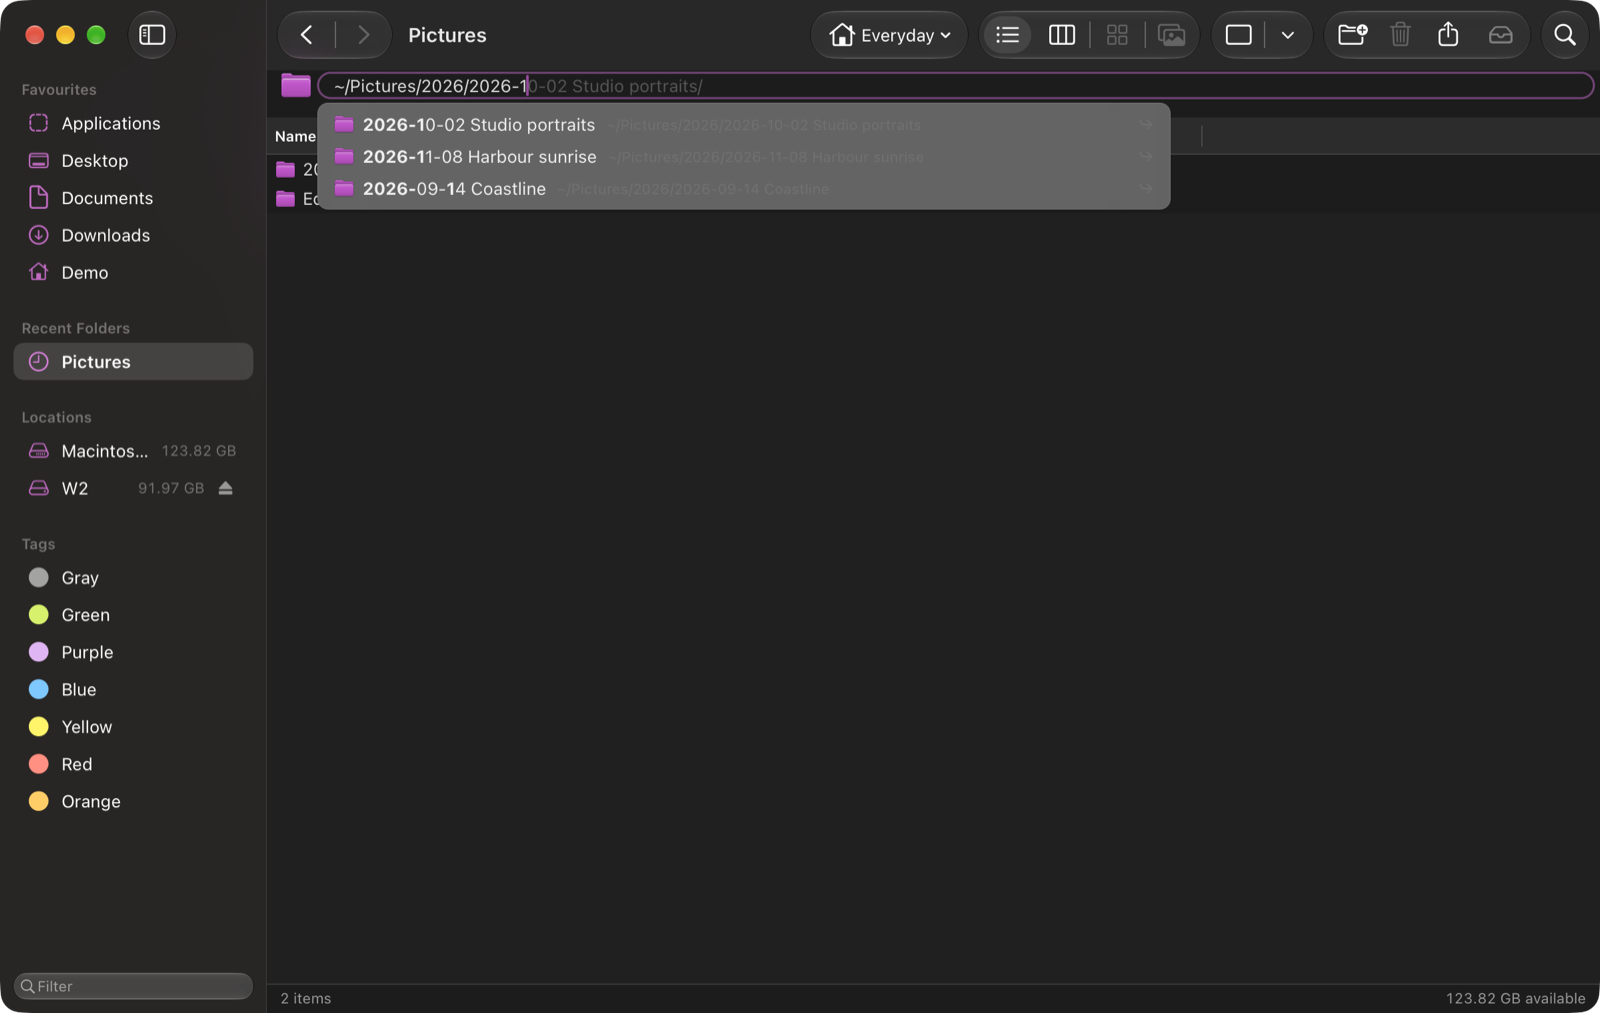 Pictures
Everyday
Favourites
Applications
Desktop
Documents
Downloads
Demo
Recent Folders
Pictures
Locations
Macintos... 123.82 GB
W2 91.97 GB
Tags
Gray
Green
Purple
Blue
Yellow
Red
Orange
Filter
~/Pictures/2026/2026-10-02 Studio portraits/
2026-10-02 Studio portraits ~/Pictures/2026/2026-10-02 Studio portraits
2026-11-08 Harbour sunrise ~/Pictures/2026/2026-11-08 Harbour sunrise
2026-09-14 Coastline ~/Pictures/2026/2026-09-14 Coastline
Name
2 items
123.82 GB available